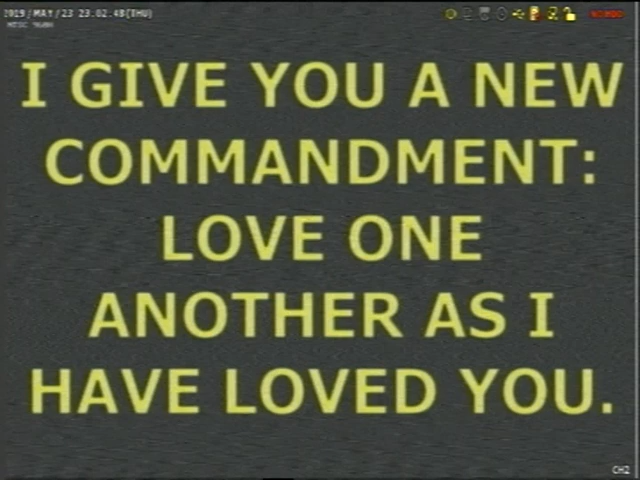 2019/MAY/23 23:02:48(THU)
I GIVE YOU A NEW
COMMANDMENT:
LOVE ONE
ANOTHER AS I
HAVE LOVED YOU.
CH2